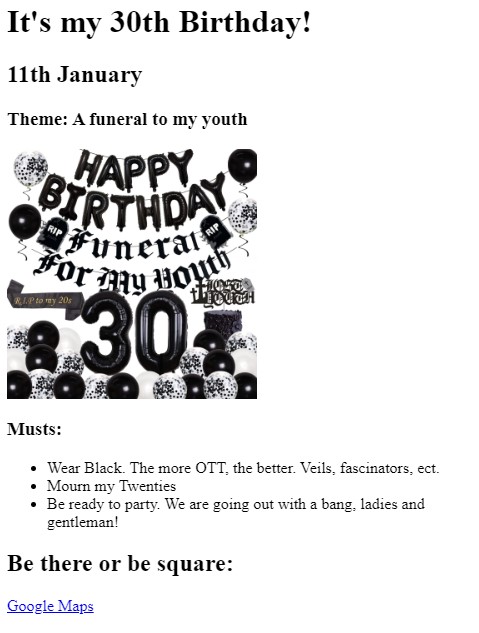 It's my 30th Birthday!
11th January
Theme: A funeral to my youth
HAPPY
BIRTHDAY
RIP Funeral RIP
For My Youth
R.I.P to my 20s
LOST
YOUTH
30
Musts:
Wear Black. The more OTT, the better. Veils, fascinators, ect.
Mourn my Twenties
Be ready to party. We are going out with a bang, ladies and
gentleman!
Be there or be square:
Google Maps